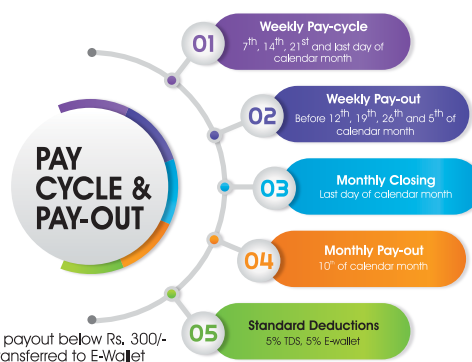 01
Weekly Pay-cycle
7th, 14th, 21st and last day of
calendar month
02
Weekly Pay-out
Before 12th, 19th, 26th and 5th of
calendar month
PAY
CYCLE &
PAY-OUT
03
Monthly Closing
Last day of calendar month
04
Monthly Pay-out
10th of calendar month
05
Standard Deductions
5% TDS, 5% E-wallet
payout below Rs. 300/-
ansferred to E-Wallet